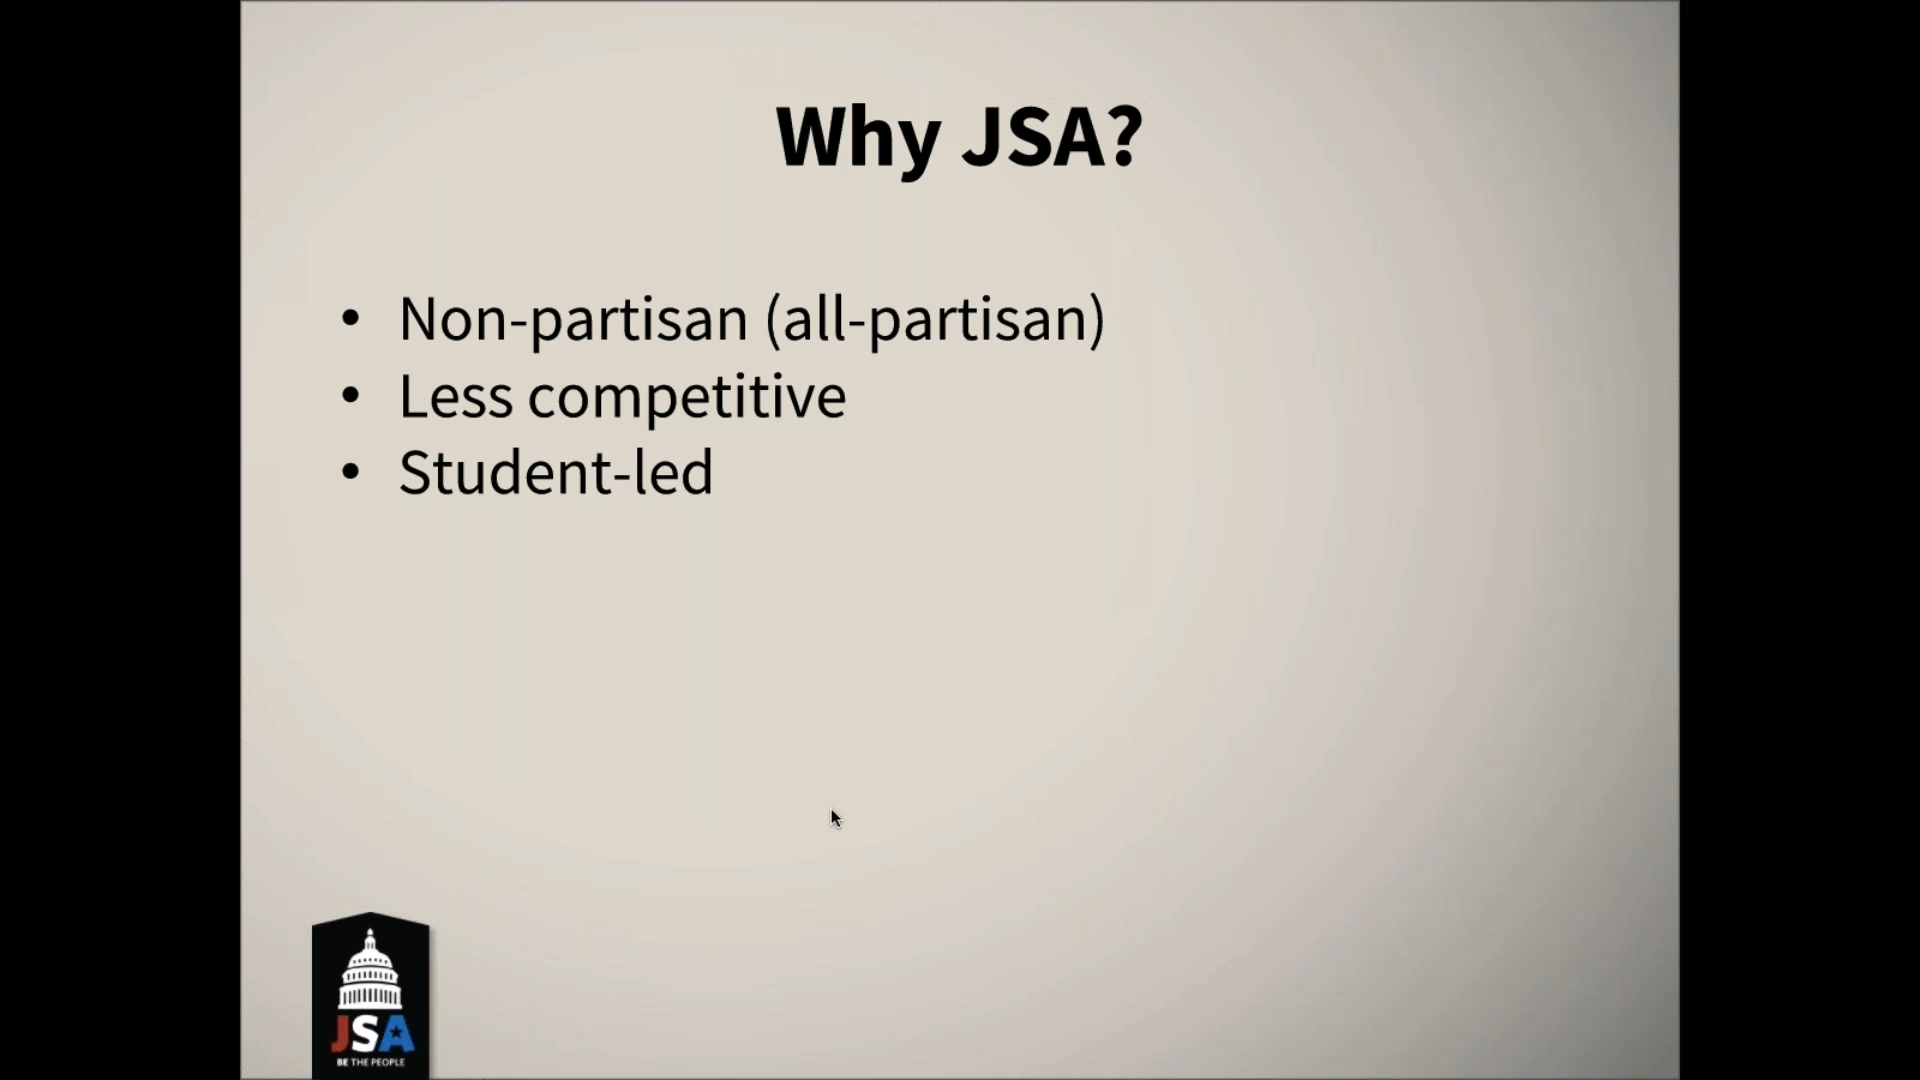 Why JSA?
• Non-partisan (all-partisan)
• Less competitive
• Student-led
JSA
BE THE PEOPLE